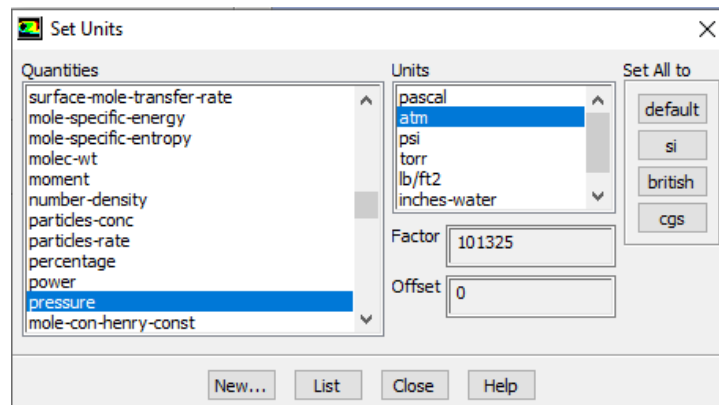 Set Units
Quantities
surface-mole-transfer-rate
mole-specific-energy
mole-specific-entropy
molec-wt
moment
number-density
particles-conc
particles-rate
percentage
power
pressure
mole-con-henry-const
Units
pascal
atm
psi
torr
lb/ft2
inches-water
Factor 101325
Offset 0
Set All to
default
si
british
cgs
New... List Close Help